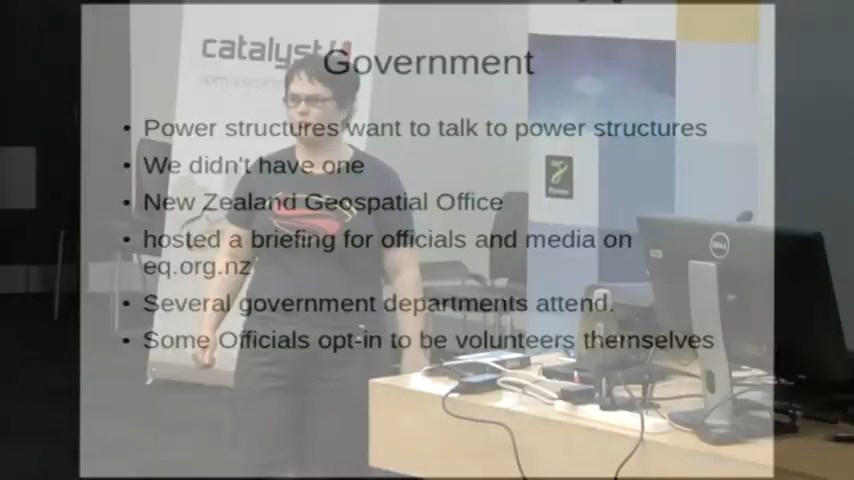 catalyst
Government
• Power structures want to talk to power structures
• We didn't have one
• New Zealand Geospatial Office
• hosted a briefing for officials and media on
eq.org.nz
• Several government departments attend.
• Some Officials opt-in to be volunteers themselves
DELL